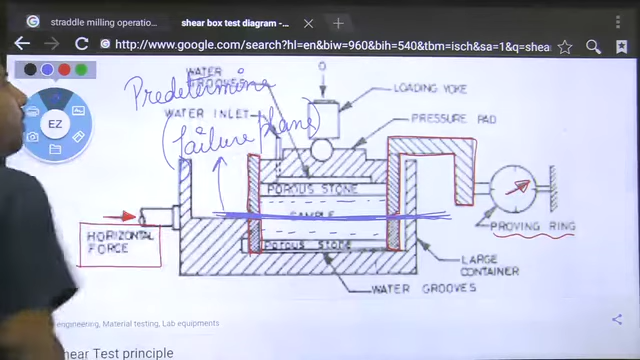 straddle milling operatio...
shear box test diagram -...
http://www.google.com/search?hl=en&biw=960&bih=540&tbm=isch&sa=1&q=shea
WATER
GROOVES
Predetermine
LOADING YOKE
WATER INLET
PRESSURE PAD
(failure plane)
EZ
POROUS STONE
SAMPLE
PROVING RING
HORIZONTAL
FORCE
POROUS STONE
LARGE
CONTAINER
WATER GROOVES
engineering, Material testing, Lab equipments
hear Test principle